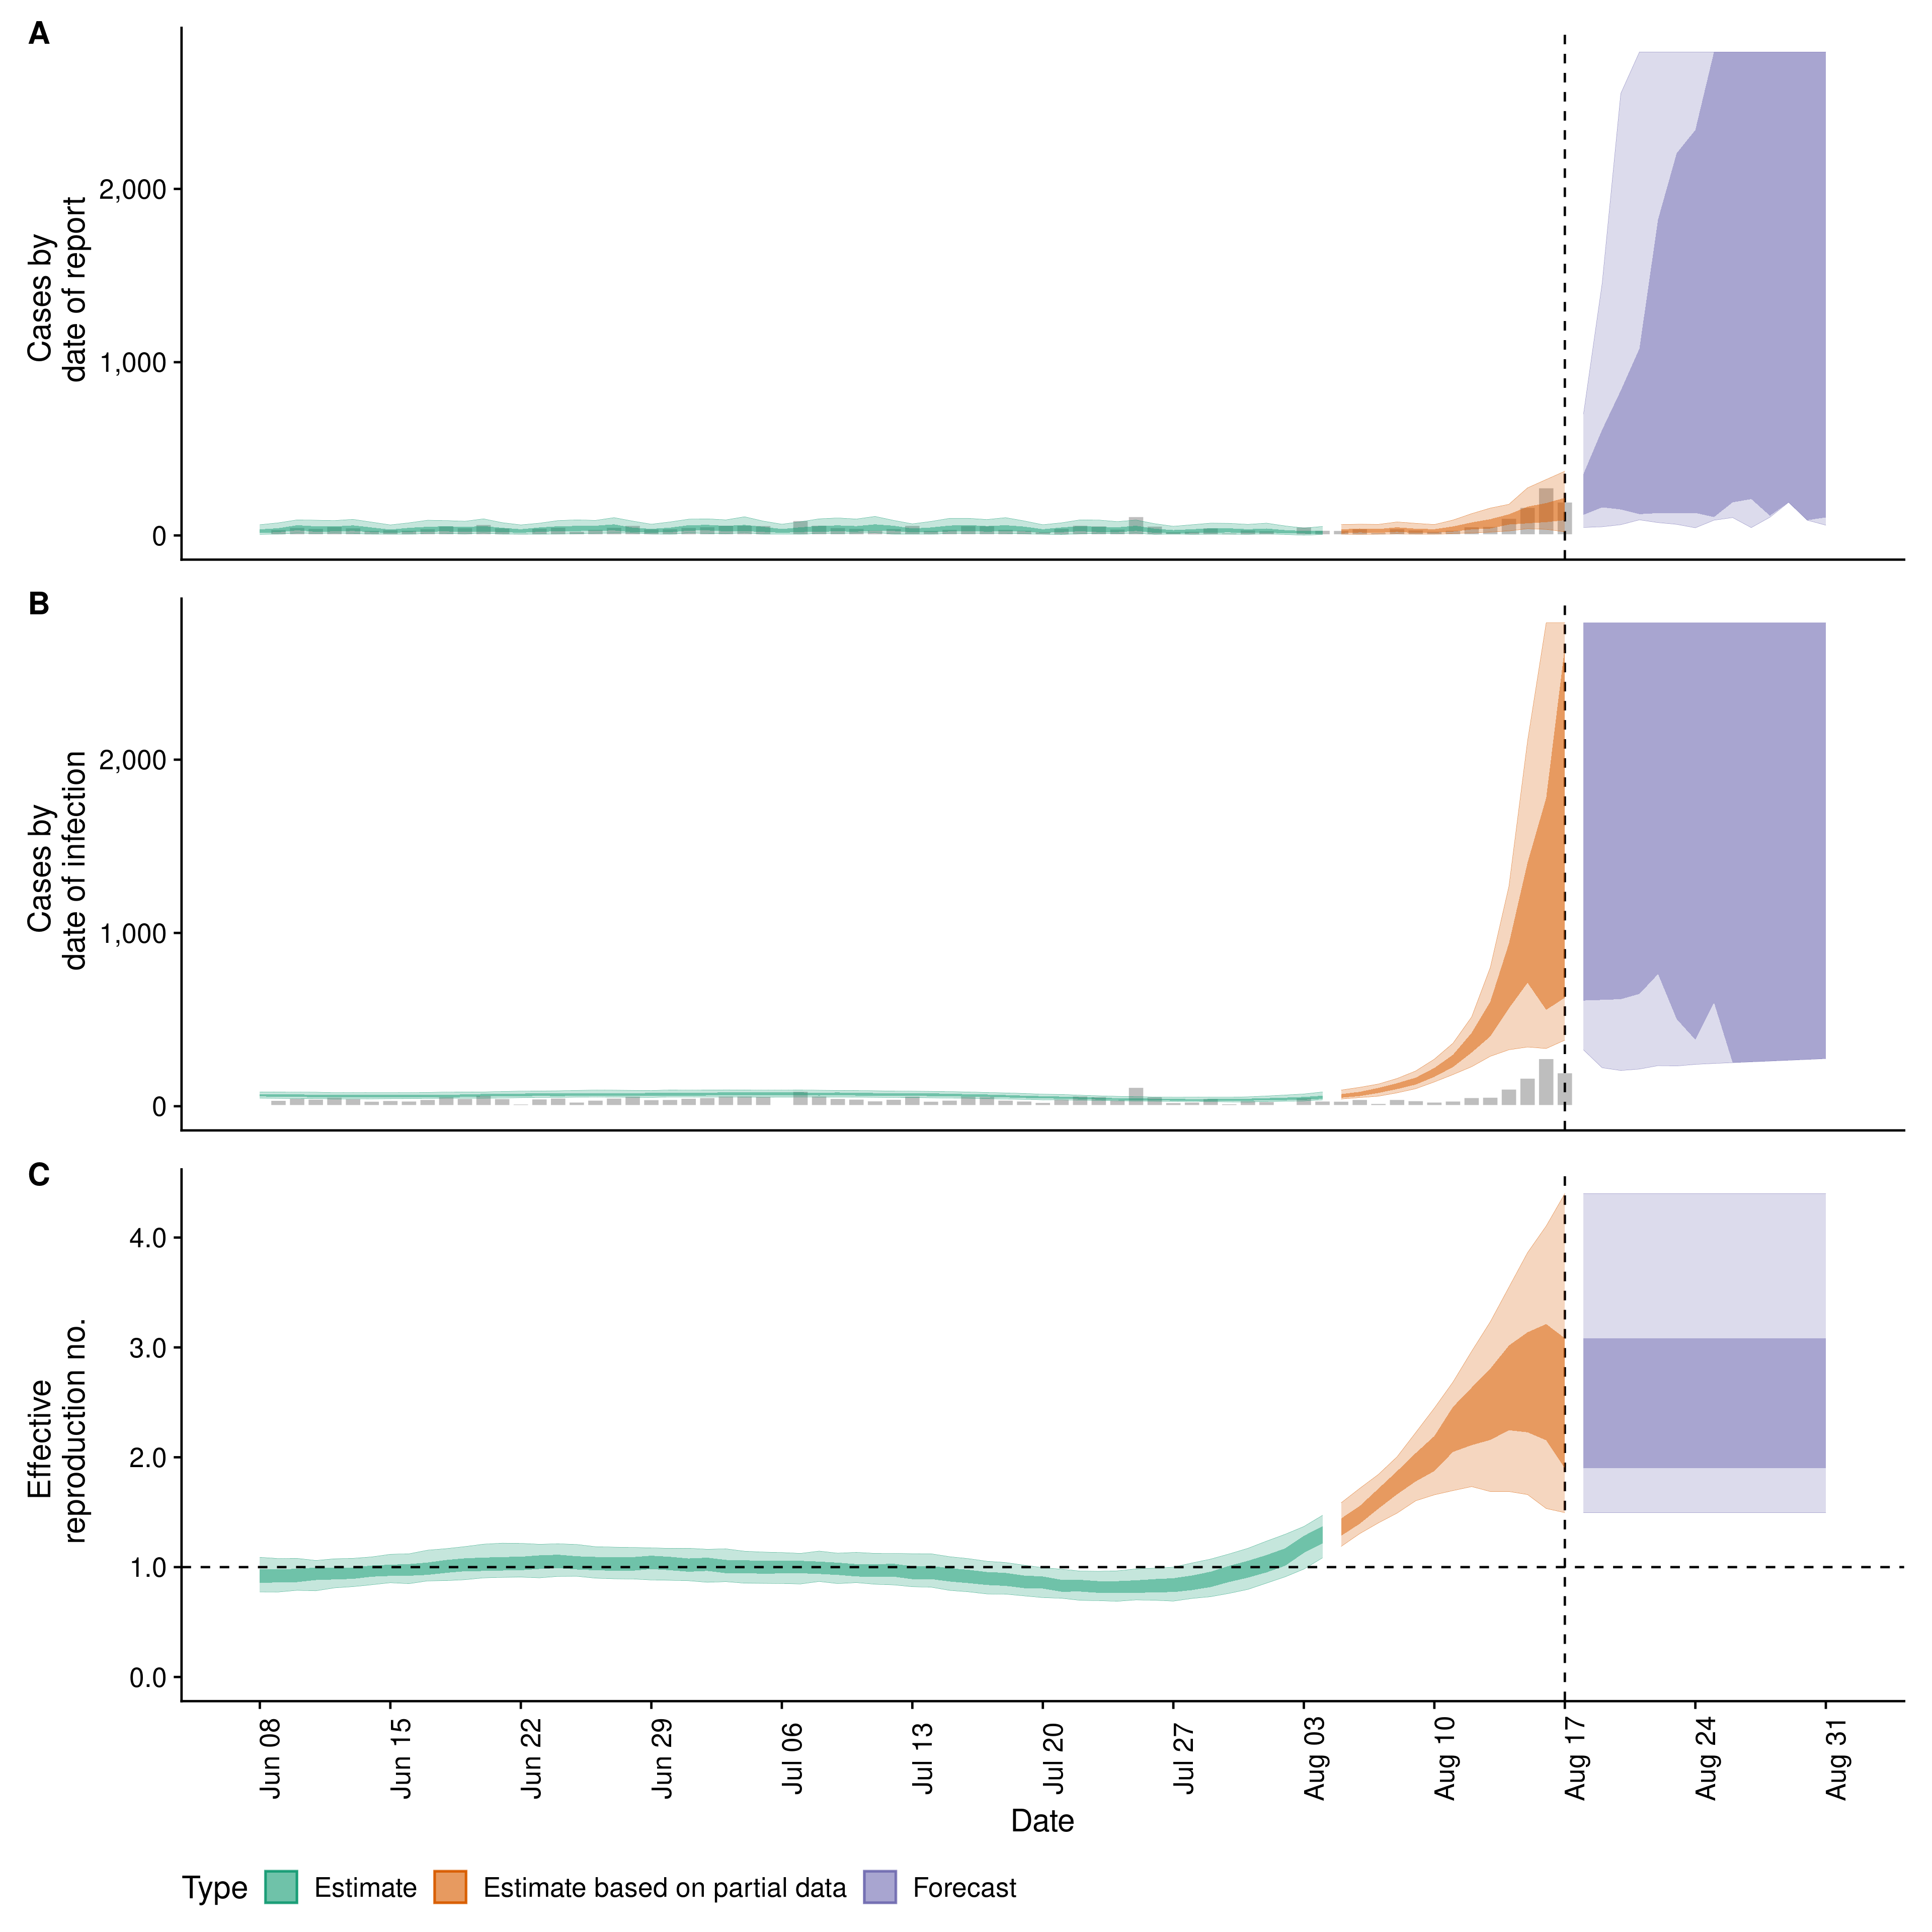 A
Cases by
date of report
2,000
1,000
0
B
Cases by
date of infection
2,000
1,000
0
C
Effective
reproduction no.
4.0
3.0
2.0
1.0
0.0
Jun 08
Jun 15
Jun 22
Jun 29
Jul 06
Jul 13
Jul 20
Jul 27
Aug 03
Aug 10
Aug 17
Aug 24
Aug 31
Date
Type Estimate Estimate based on partial data Forecast